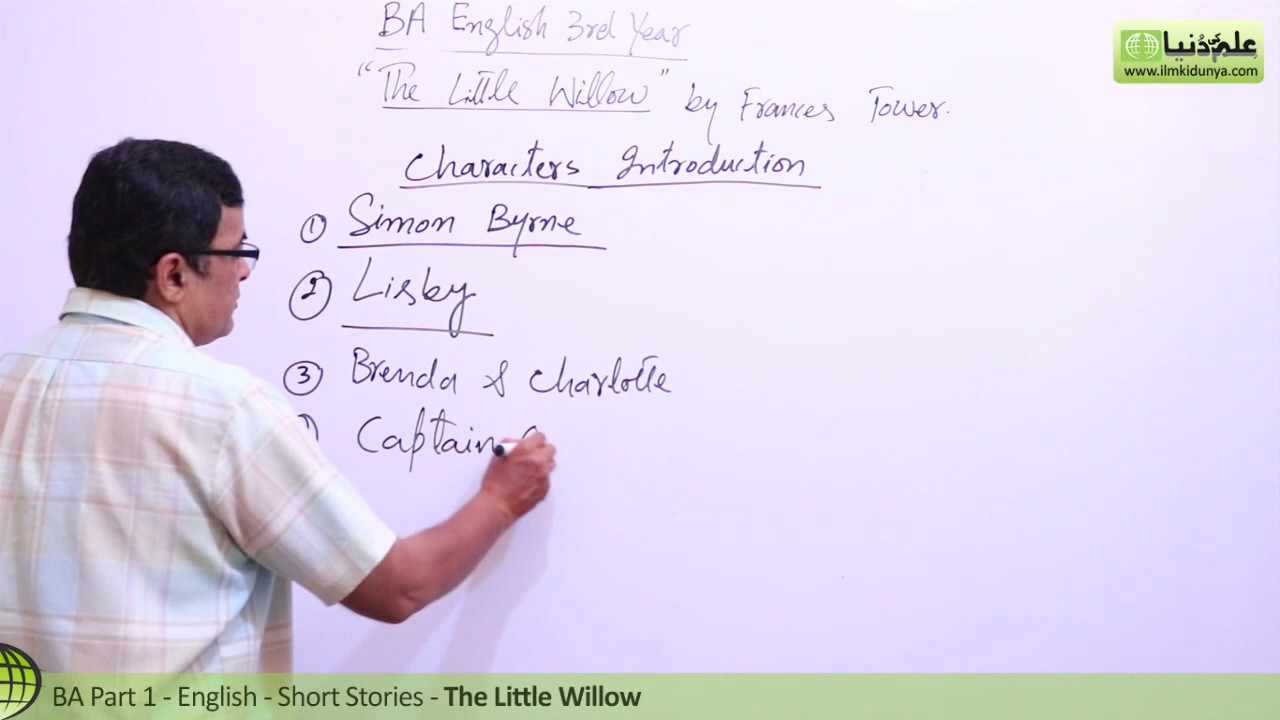 BA English 3rd Year
"The Little Willow" by Frances Tower.
Characters Introduction
① Simon Byrne
② Lisby
③ Brenda & Charlotte
Captain
علم کی دُنیا
www.ilmkidunya.com
BA Part 1 - English - Short Stories - The Little Willow